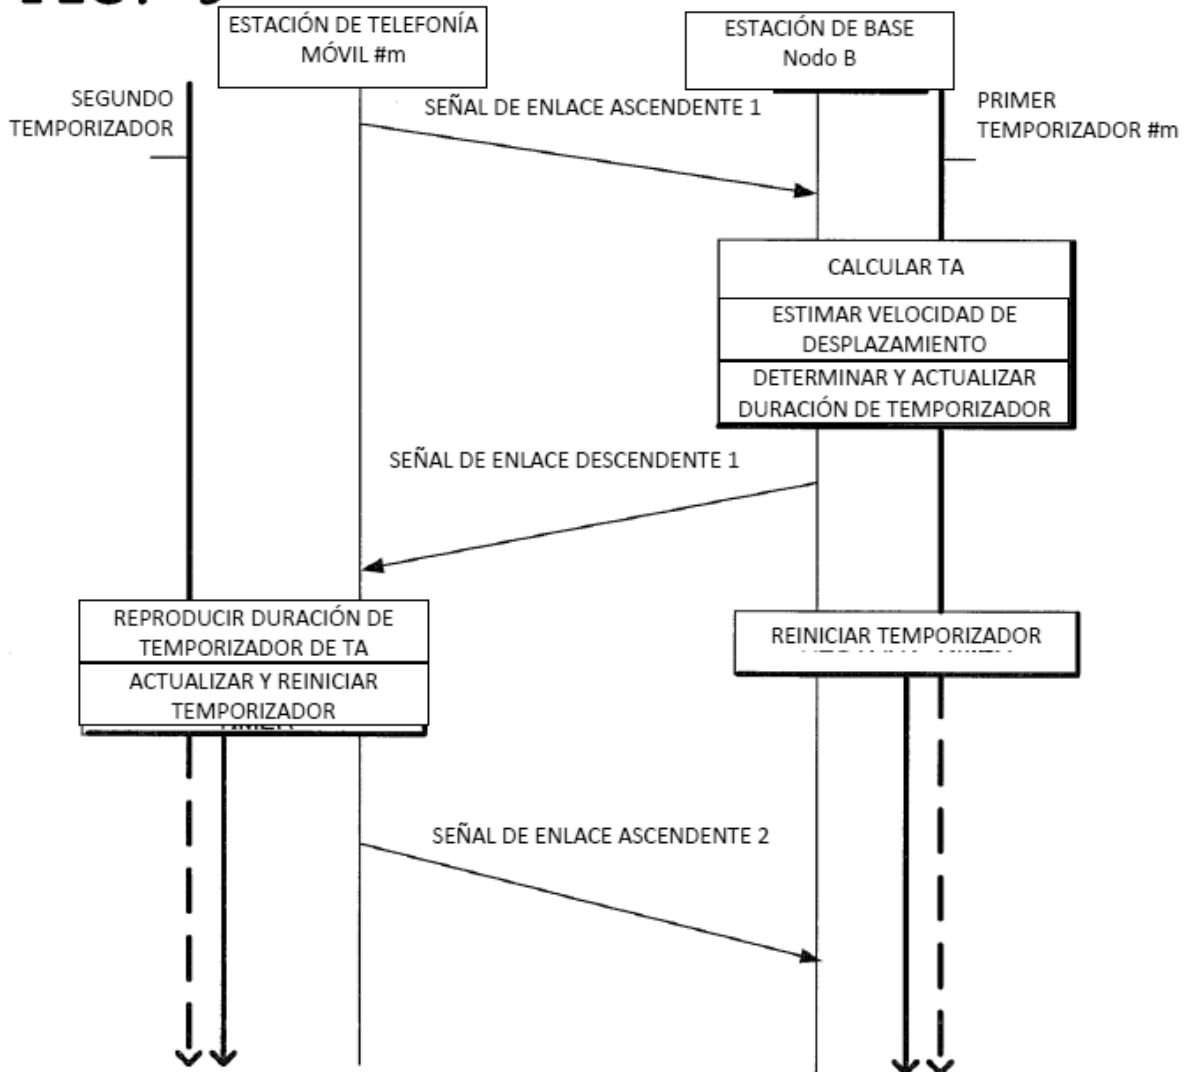 ESTACIÓN DE TELEFONÍA
MÓVIL #m
ESTACIÓN DE BASE
Nodo B
SEGUNDO
TEMPORIZADOR
SEÑAL DE ENLACE ASCENDENTE 1
PRIMER
TEMPORIZADOR #m
CALCULAR TA
ESTIMAR VELOCIDAD DE
DESPLAZAMIENTO
DETERMINAR Y ACTUALIZAR
DURACIÓN DE TEMPORIZADOR
SEÑAL DE ENLACE DESCENDENTE 1
REPRODUCIR DURACIÓN DE
TEMPORIZADOR DE TA
ACTUALIZAR Y REINICIAR
TEMPORIZADOR
REINICIAR TEMPORIZADOR
SEÑAL DE ENLACE ASCENDENTE 2